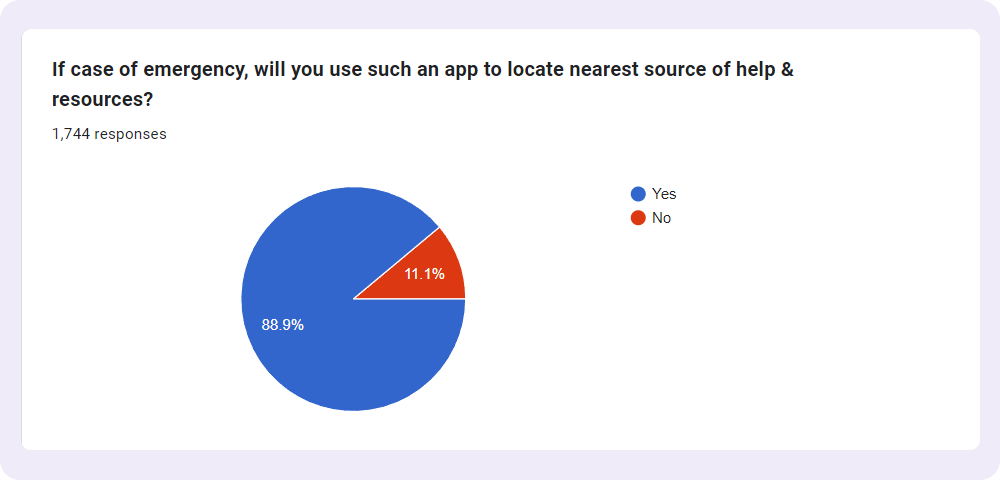 If case of emergency, will you use such an app to locate nearest source of help &
resources?
1,744 responses
Yes
No
11.1%
88.9%